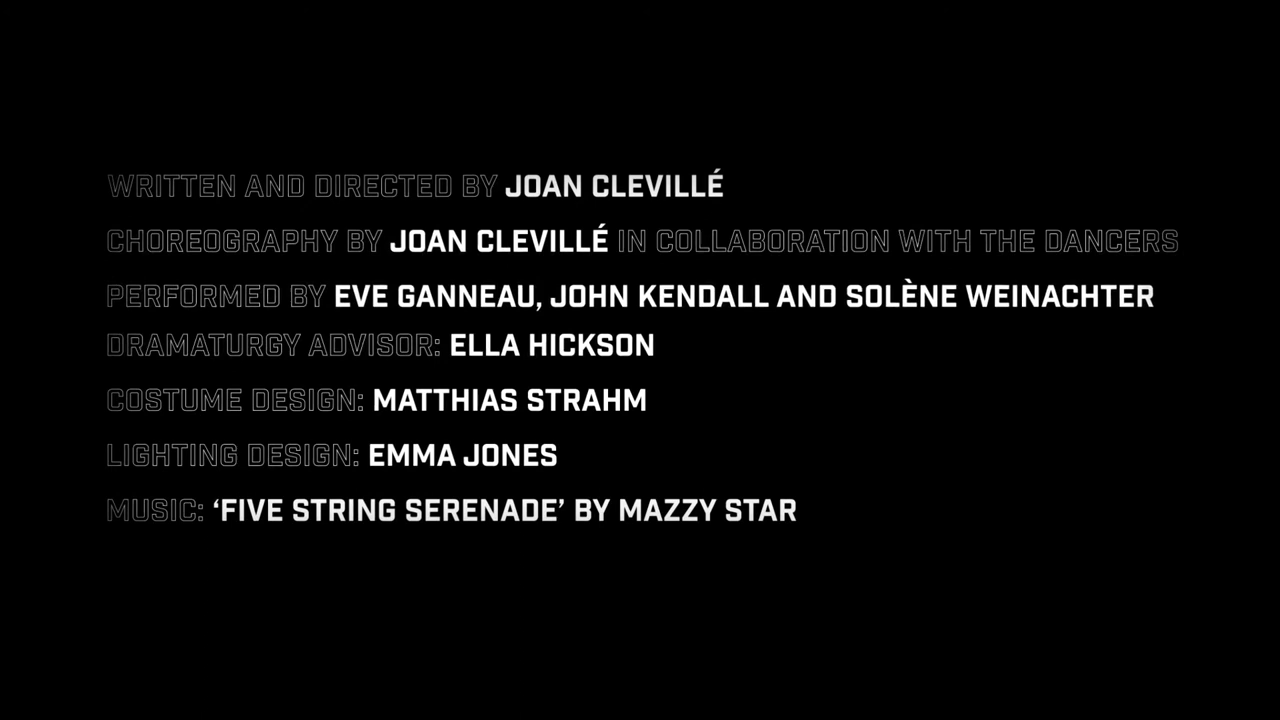 WRITTEN AND DIRECTED BY JOAN CLEVILLÉ
CHOREOGRAPHY BY JOAN CLEVILLÉ IN COLLABORATION WITH THE DANCERS
PERFORMED BY EVE GANNEAU, JOHN KENDALL AND SOLÈNE WEINACHTER
DRAMATURGY ADVISOR: ELLA HICKSON
COSTUME DESIGN: MATTHIAS STRAHM
LIGHTING DESIGN: EMMA JONES
MUSIC: ‘FIVE STRING SERENADE’ BY MAZZY STAR